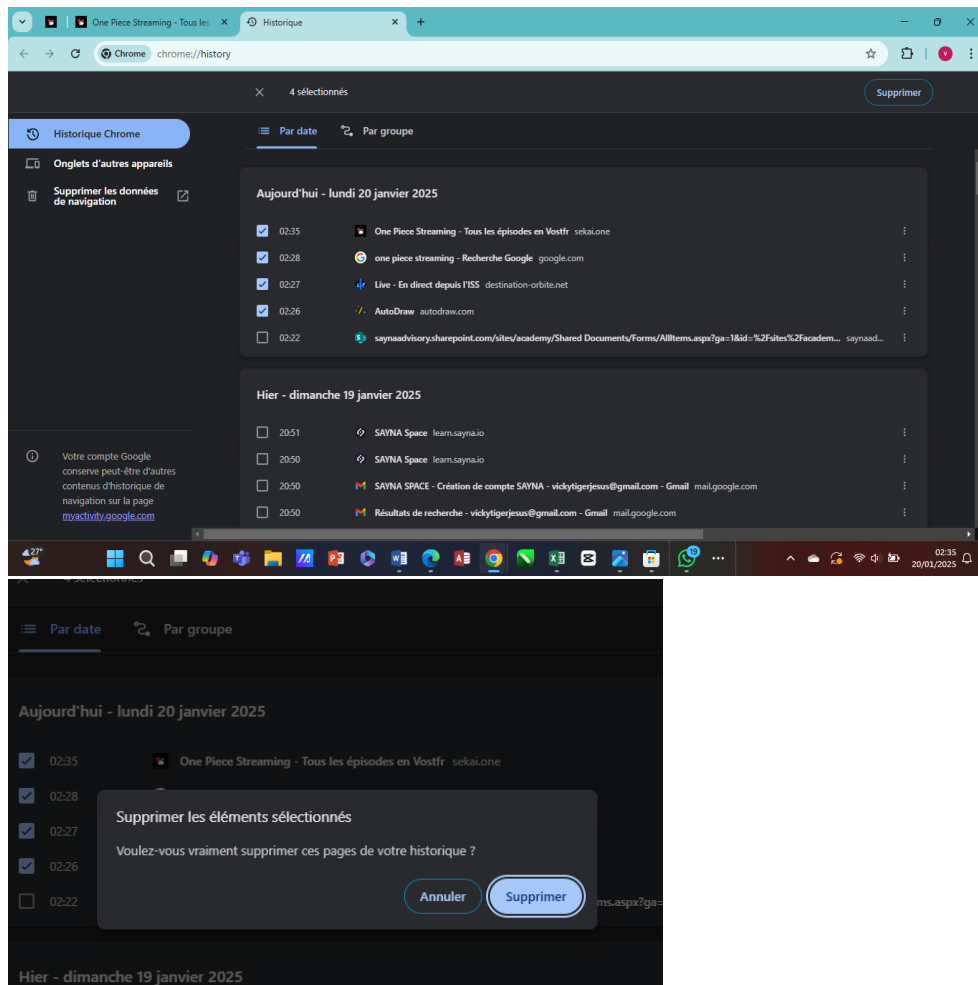 One Piece Streaming - Tous les
Historique
Chrome
chrome://history
V
4 sélectionnés
Supprimer
Historique Chrome
Onglets d'autres appareils
Supprimer les données
de navigation
Par date
Par groupe
Aujourd'hui - lundi 20 janvier 2025
02:35 One Piece Streaming - Tous les épisodes en Vostfr sekai.one
02:28 one piece streaming - Recherche Google google.com
02:27 Live - En direct depuis l'ISS destination-orbite.net
02:26 AutoDraw autodraw.com
02:22 saynaadvisory.sharepoint.com/sites/academy/Shared Documents/Forms/AllItems.aspx?ga=1&id=%2Fsites%2Facadem... saynaad...
Hier - dimanche 19 janvier 2025
20:51 SAYNA Space learn.sayna.io
20:50 SAYNA Space learn.sayna.io
20:50 SAYNA SPACE - Création de compte SAYNA - vickytigerjesus@gmail.com - Gmail mail.google.com
20:50 Résultats de recherche - vickytigerjesus@gmail.com - Gmail mail.google.com
Votre compte Google
conserve peut-être d'autres
contenus d'historique de
navigation sur la page
myactivity.google.com
27°
19
02:35
20/01/2025
4 sélectionnés
Par date
Par groupe
Aujourd'hui - lundi 20 janvier 2025
02:35 One Piece Streaming - Tous les épisodes en Vostfr sekai.one
02:28
02:27
02:26
02:22 ms.aspx?ga=
Supprimer les éléments sélectionnés
Voulez-vous vraiment supprimer ces pages de votre historique ?
Annuler
Supprimer
Hier - dimanche 19 janvier 2025